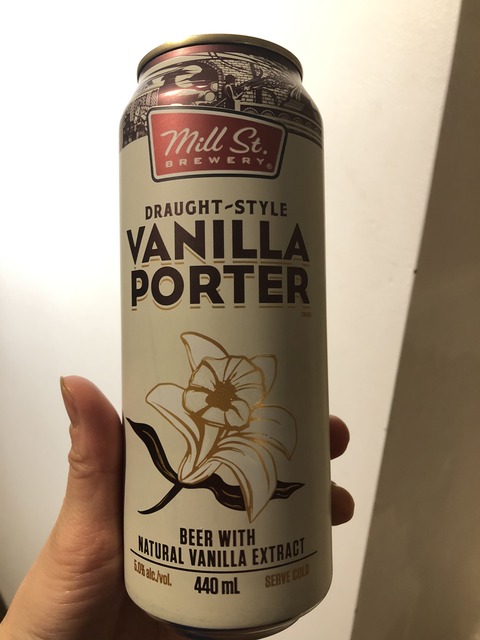 Mill St.
BREWERY®
DRAUGHT-STYLE
VANILLA
PORTER
BEER WITH
NATURAL VANILLA EXTRACT
5.0% alc./vol. 440 mL SERVE COLD